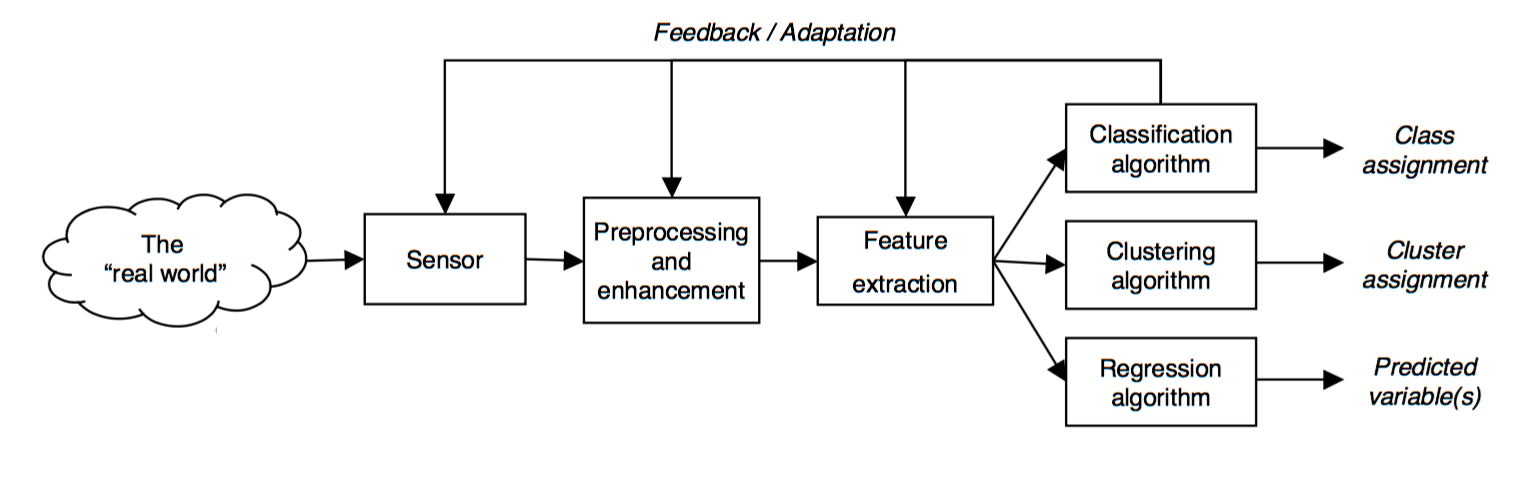 Feedback / Adaptation
The
“real world”
Sensor
Preprocessing
and
enhancement
Feature
extraction
Classification
algorithm
Class
assignment
Clustering
algorithm
Cluster
assignment
Regression
algorithm
Predicted
variable(s)